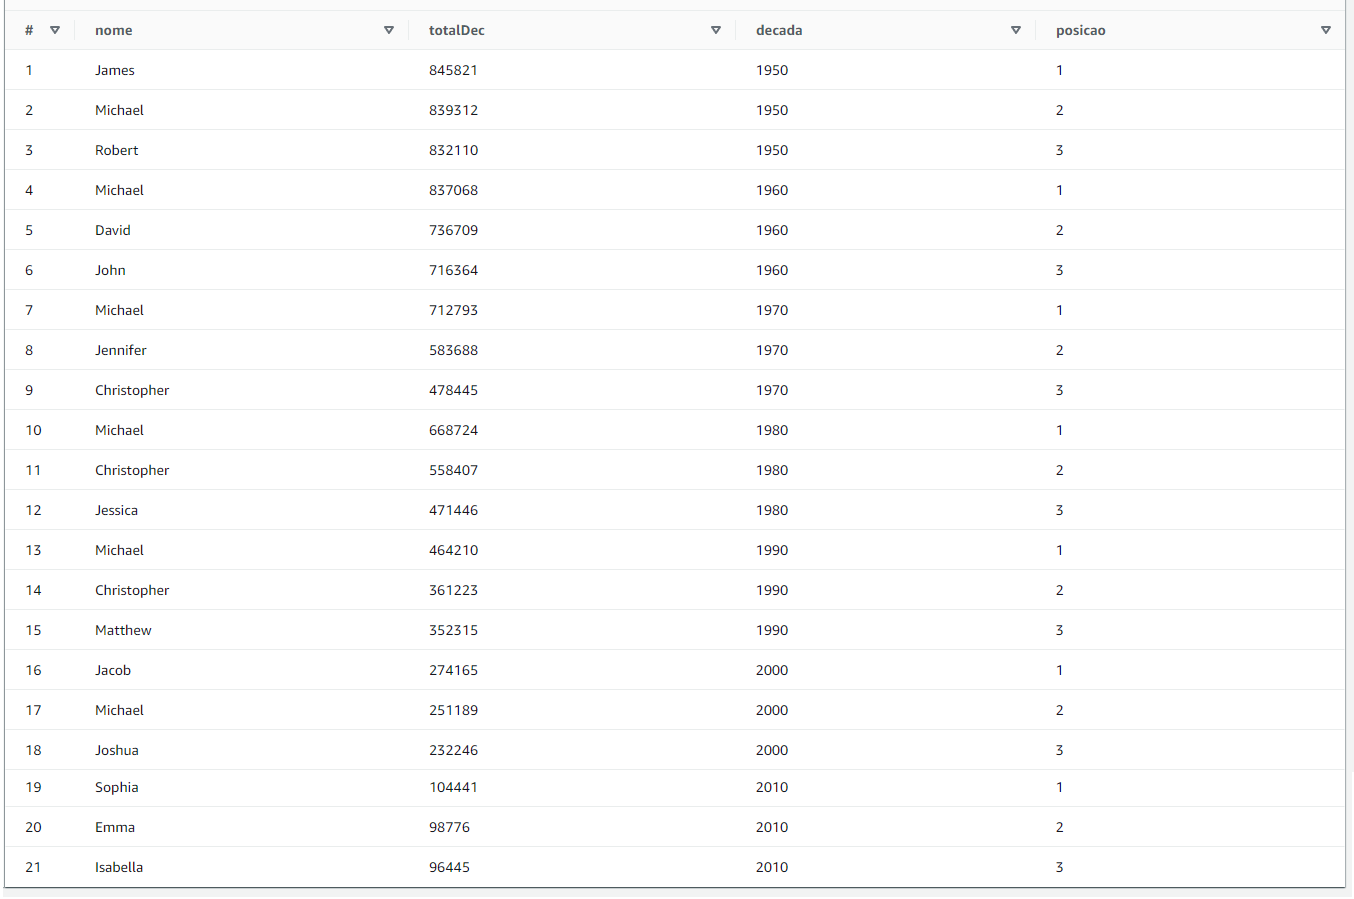 # nome totalDec decada posicao
1 James 845821 1950 1
2 Michael 839312 1950 2
3 Robert 832110 1950 3
4 Michael 837068 1960 1
5 David 736709 1960 2
6 John 716364 1960 3
7 Michael 712793 1970 1
8 Jennifer 583688 1970 2
9 Christopher 478445 1970 3
10 Michael 668724 1980 1
11 Christopher 558407 1980 2
12 Jessica 471446 1980 3
13 Michael 464210 1990 1
14 Christopher 361223 1990 2
15 Matthew 352315 1990 3
16 Jacob 274165 2000 1
17 Michael 251189 2000 2
18 Joshua 232246 2000 3
19 Sophia 104441 2010 1
20 Emma 98776 2010 2
21 Isabella 96445 2010 3